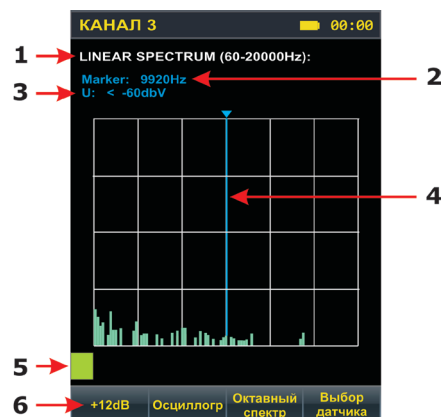 КАНАЛ 3 00:00
1 LINEAR SPECTRUM (60-20000Hz):
Marker: 9920Hz 2
3 U: < -60dbV
4
5
6 +12dB Осциллогр Октавный спектр Выбор датчика